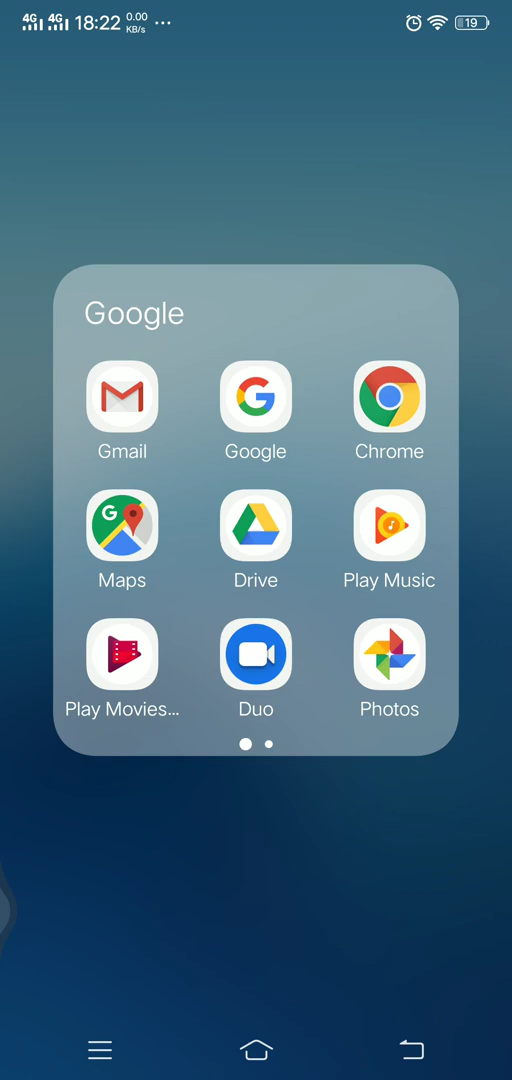 4G 4G 18:22 0.00 KB/s ... 19
Google
Gmail Google Chrome
G
Maps Drive Play Music
Play Movies... Duo Photos